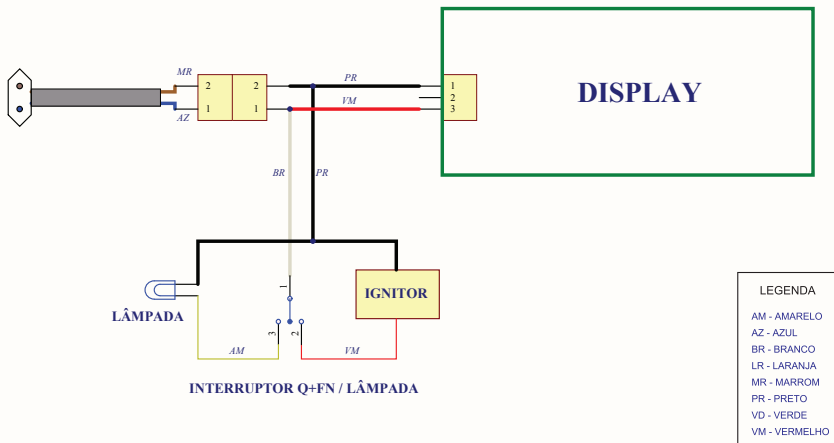 MR
2
2
PR
1
DISPLAY
2
1
1
VM
3
AZ
BR
PR
1
IGNITOR
LÂMPADA
3
2
AM
VM
INTERRUPTOR Q+FN / LÂMPADA
LEGENDA
AM - AMARELO
AZ - AZUL
BR - BRANCO
LR - LARANJA
MR - MARROM
PR - PRETO
VD - VERDE
VM - VERMELHO